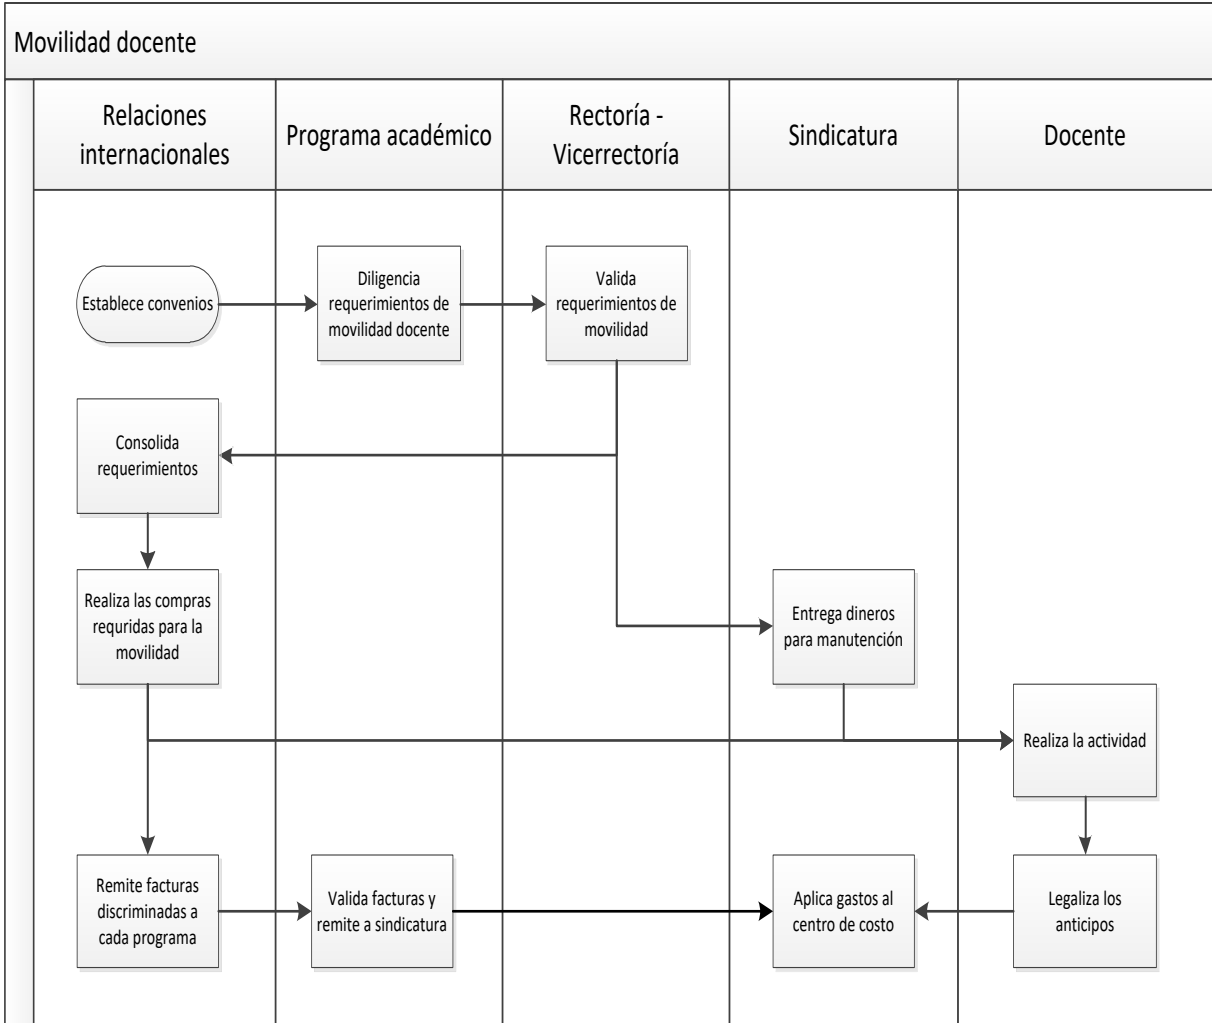 Movilidad docente
Relaciones
internacionales
Programa académico
Rectoría -
Vicerrectoría
Sindicatura
Docente
Establece convenios
Diligencia
requerimientos de
movilidad docente
Valida
requerimientos de
movilidad
Consolida
requerimientos
Realiza las compras
requridas para la
movilidad
Entrega dineros
para manutención
Realiza la actividad
Remite facturas
discriminadas a
cada programa
Valida facturas y
remite a sindicatura
Aplica gastos al
centro de costo
Legaliza los
anticipos